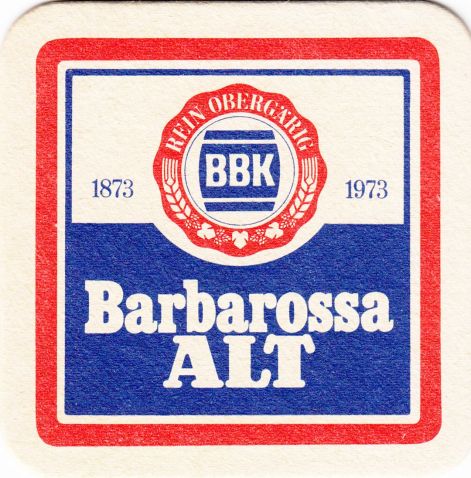 REIN OBERGÄRIG
BBK
1873 1973
Barbarossa
ALT